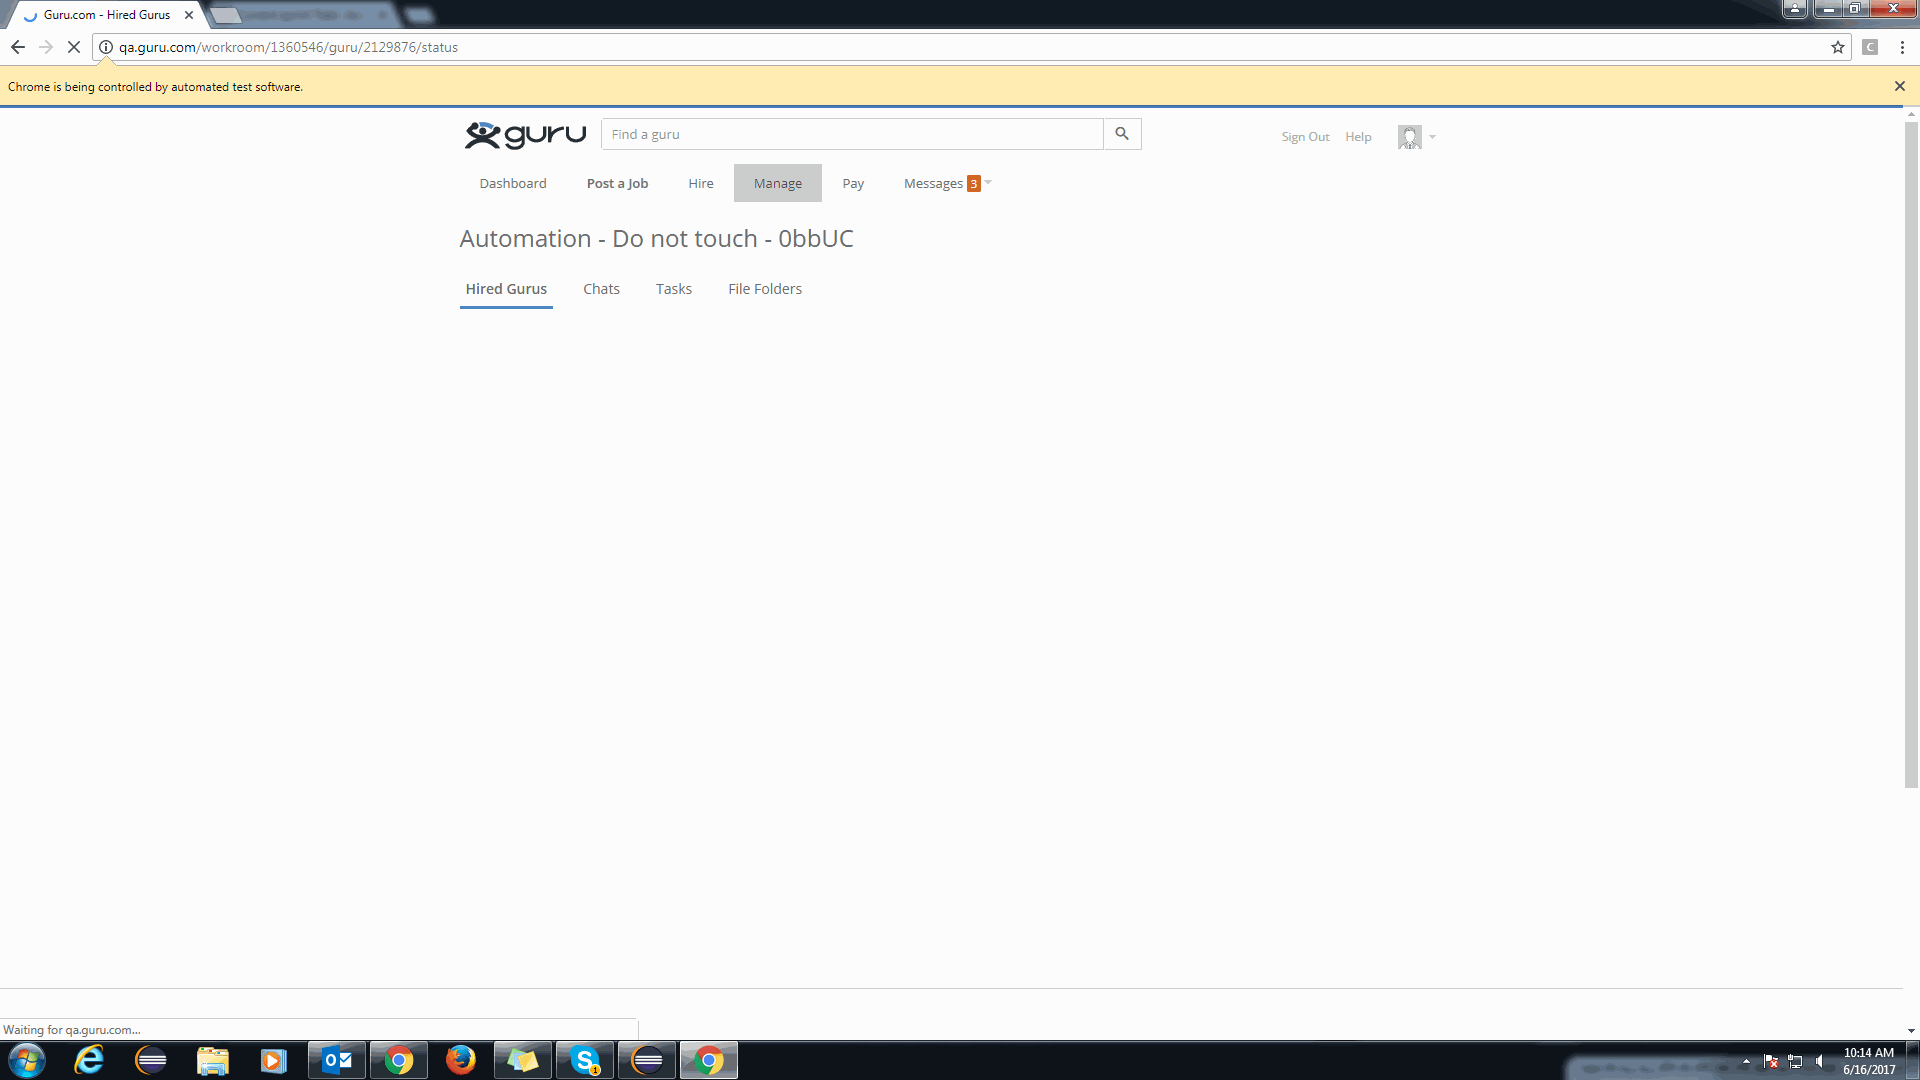 Guru.com - Hired Gurus
qa.guru.com/workroom/1360546/guru/2129876/status
C
Chrome is being controlled by automated test software.
guru
Find a guru
Sign Out Help
Dashboard Post a Job Hire Manage Pay Messages 3
Automation - Do not touch - 0bbUC
Hired Gurus Chats Tasks File Folders
Waiting for qa.guru.com...
10:14 AM
6/16/2017